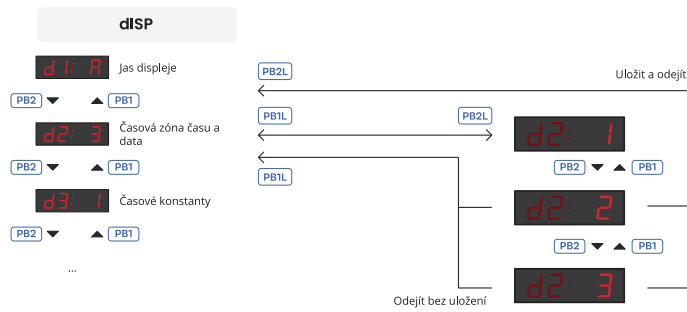 dISP
d1: A
Jas displeje
PB2L
Uložit a odejít
PB2
PB1
PB1L
PB2L
d2: 3
Časová zóna času a
data
d2: 1
PB2
PB1
PB1L
PB2
PB1
d3: 1
Časové konstanty
d2: 2
PB2
PB1
PB2
PB1
...
d2: 3
Odejít bez uložení